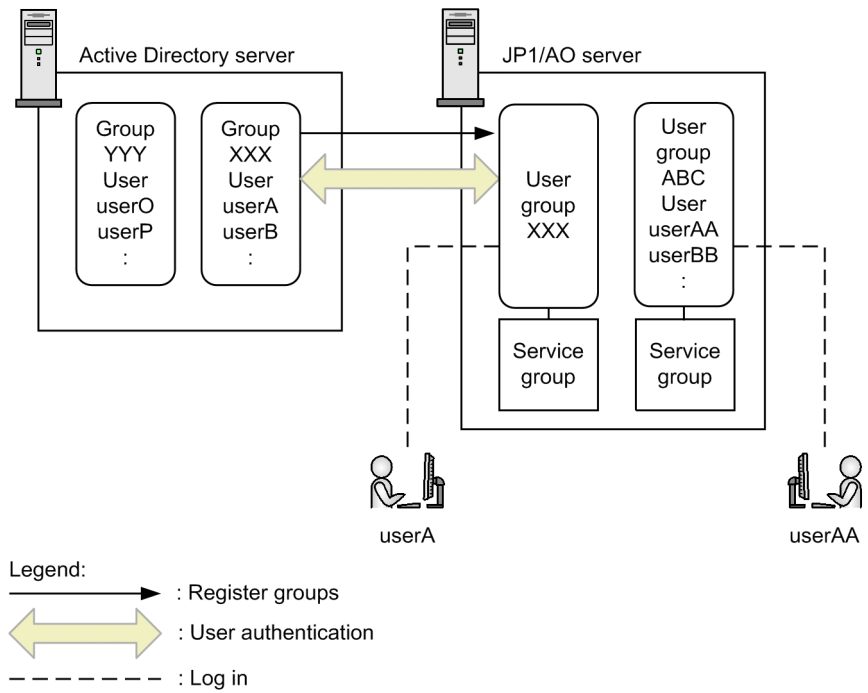 Active Directory server
JP1/AO server
Group
YYY
User
userO
userP
:
Group
XXX
User
userA
userB
:
User
group
XXX
User
group
ABC
User
userAA
userBB
:
Service
group
Service
group
userA
userAA
Legend:
: Register groups
: User authentication
: Log in